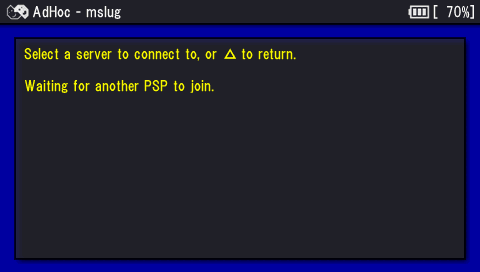 AdHoc - mslug
[ 70%]
Select a server to connect to, or △ to return.
Waiting for another PSP to join.